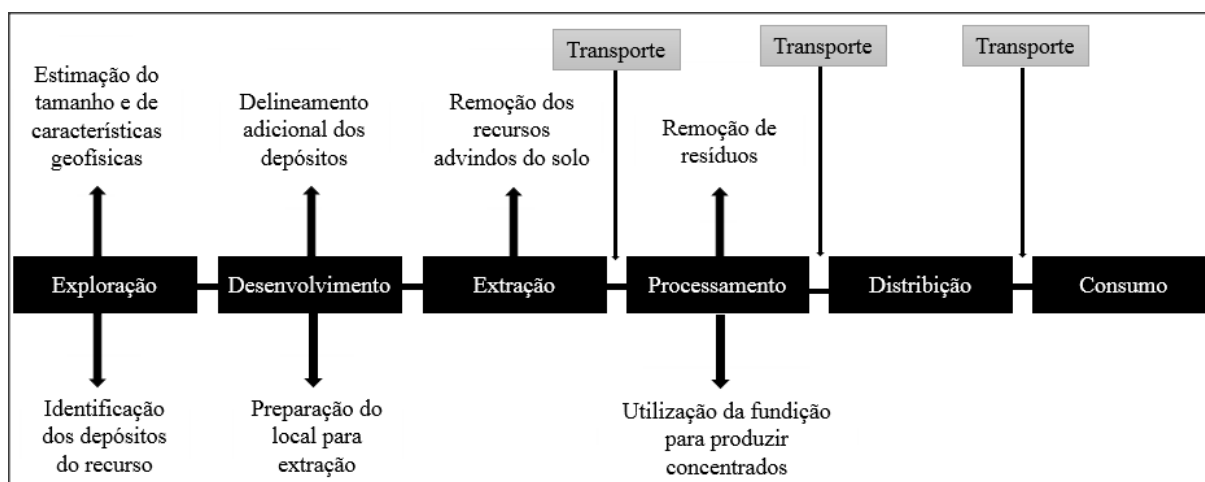 Transporte
Transporte
Transporte
Estimação do
tamanho e de
características
geofísicas
Delineamento
adicional dos
depósitos
Remoção dos
recursos
advindos do solo
Remoção de
resíduos
Exploração
Desenvolvimento
Extração
Processamento
Distribição
Consumo
Identificação
dos depósitos
do recurso
Preparação do
local para
extração
Utilização da fundição
para produzir
concentrados